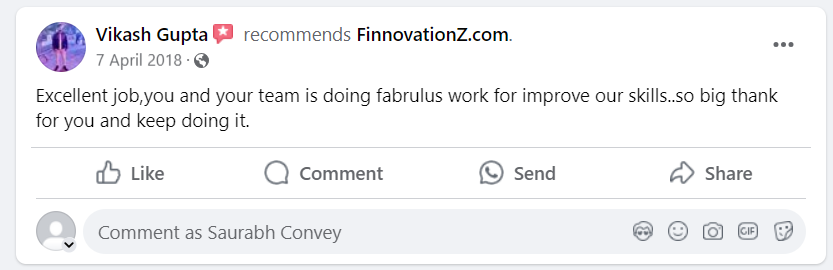 Vikash Gupta recommends FinnovationZ.com.
7 April 2018 ·
Excellent job,you and your team is doing fabrulus work for improve our skills..so big thank
for you and keep doing it.
Like Comment Send Share
Comment as Saurabh Convey GIF